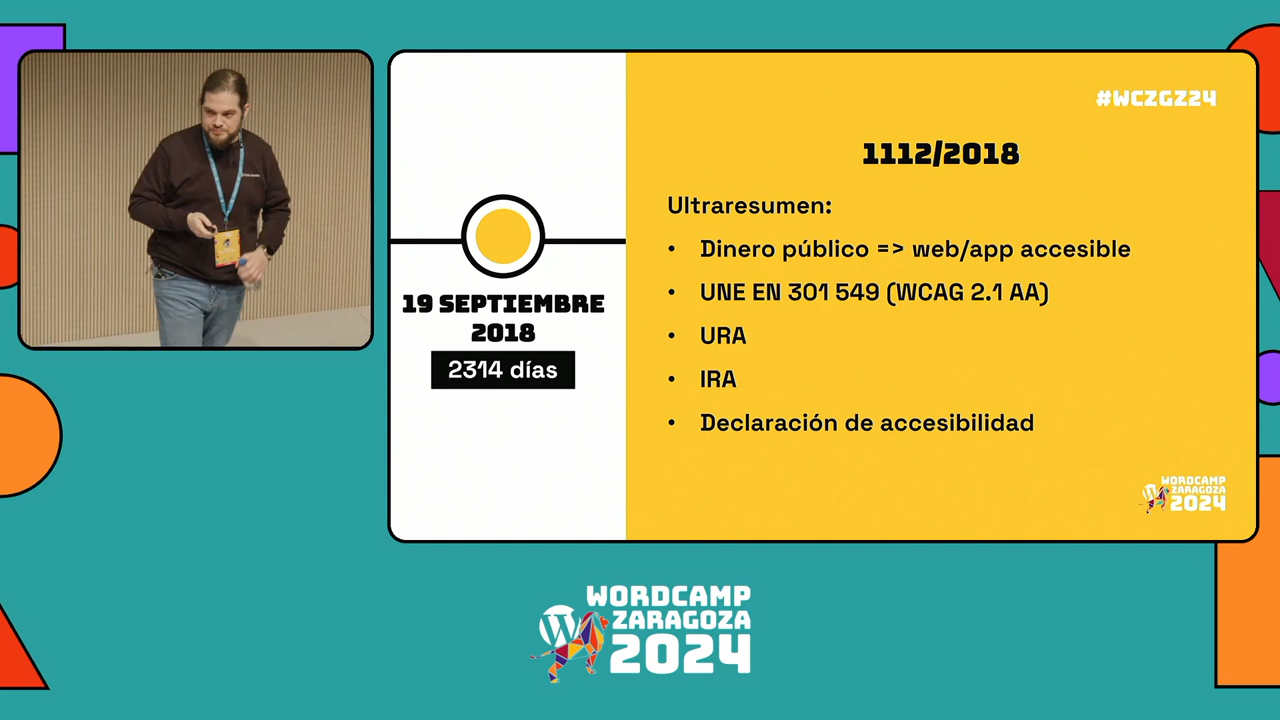 #WCZGZ24
1112/2018
Ultraresumen:
• Dinero público => web/app accesible
• UNE EN 301 549 (WCAG 2.1 AA)
• URA
• IRA
• Declaración de accesibilidad
19 SEPTIEMBRE
2018
2314 días
WORDCAMP
ZARAGOZA
2024
WORDCAMP
ZARAGOZA
2024